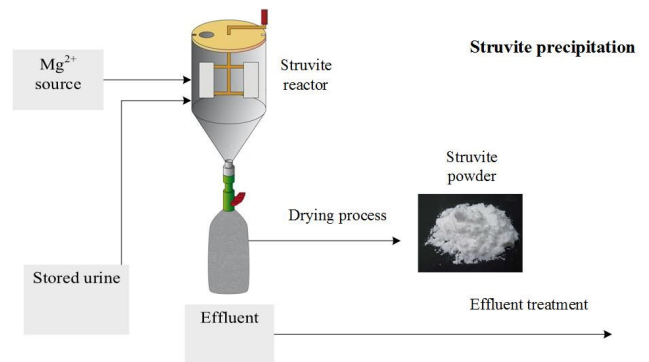 Struvite precipitation
Mg²⁺
source
Struvite
reactor
Struvite
powder
Drying process
Stored urine
Effluent
Effluent treatment